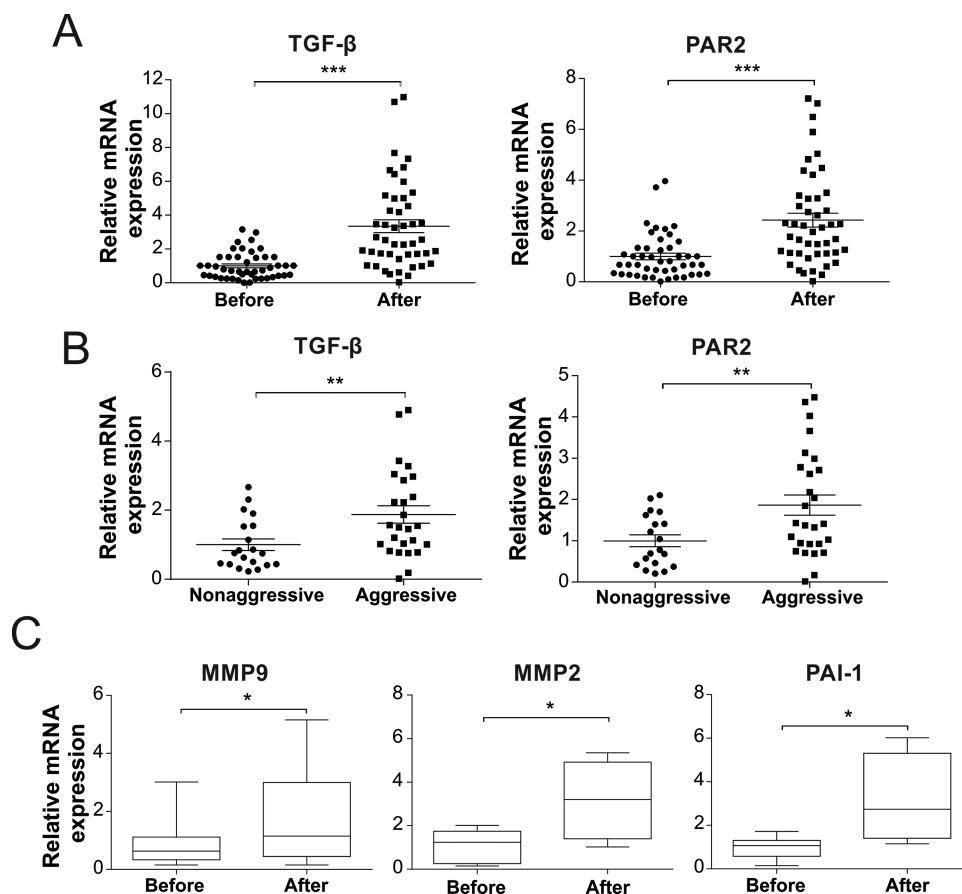 A
TGF-β
PAR2
***
***
Relative mRNA
expression
12
10
8
6
4
2
0
Before
After
Relative mRNA
expression
8
6
4
2
0
Before
After
B
TGF-β
PAR2
**
**
Relative mRNA
expression
6
4
2
0
Nonaggressive
Aggressive
Relative mRNA
expression
5
4
3
2
1
0
Nonaggressive
Aggressive
C
MMP9
MMP2
PAI-1
*
*
*
Relative mRNA
expression
6
4
2
0
Before
After
8
6
4
2
0
Before
After
8
6
4
2
0
Before
After